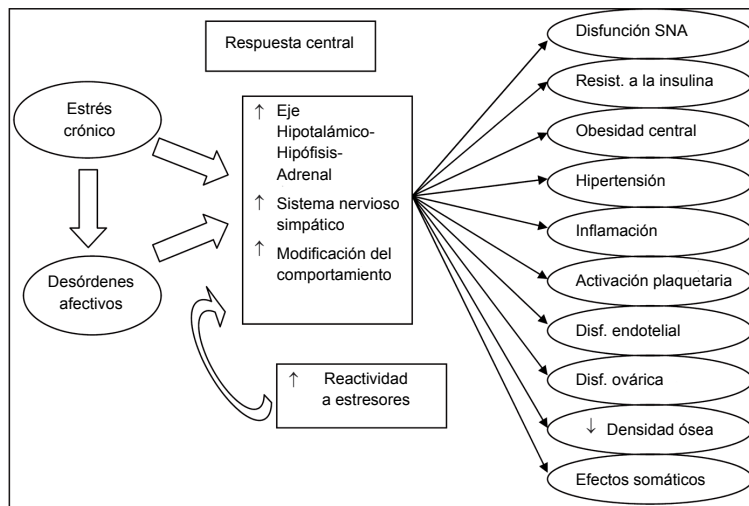 Respuesta central
Estrés
crónico
Desórdenes
afectivos
↑ Eje
Hipotalámico-
Hipófisis-
Adrenal
↑ Sistema nervioso
simpático
↑ Modificación del
comportamiento
↑ Reactividad
a estresores
Disfunción SNA
Resist. a la insulina
Obesidad central
Hipertensión
Inflamación
Activación plaquetaria
Disf. endotelial
Disf. ovárica
↓ Densidad ósea
Efectos somáticos